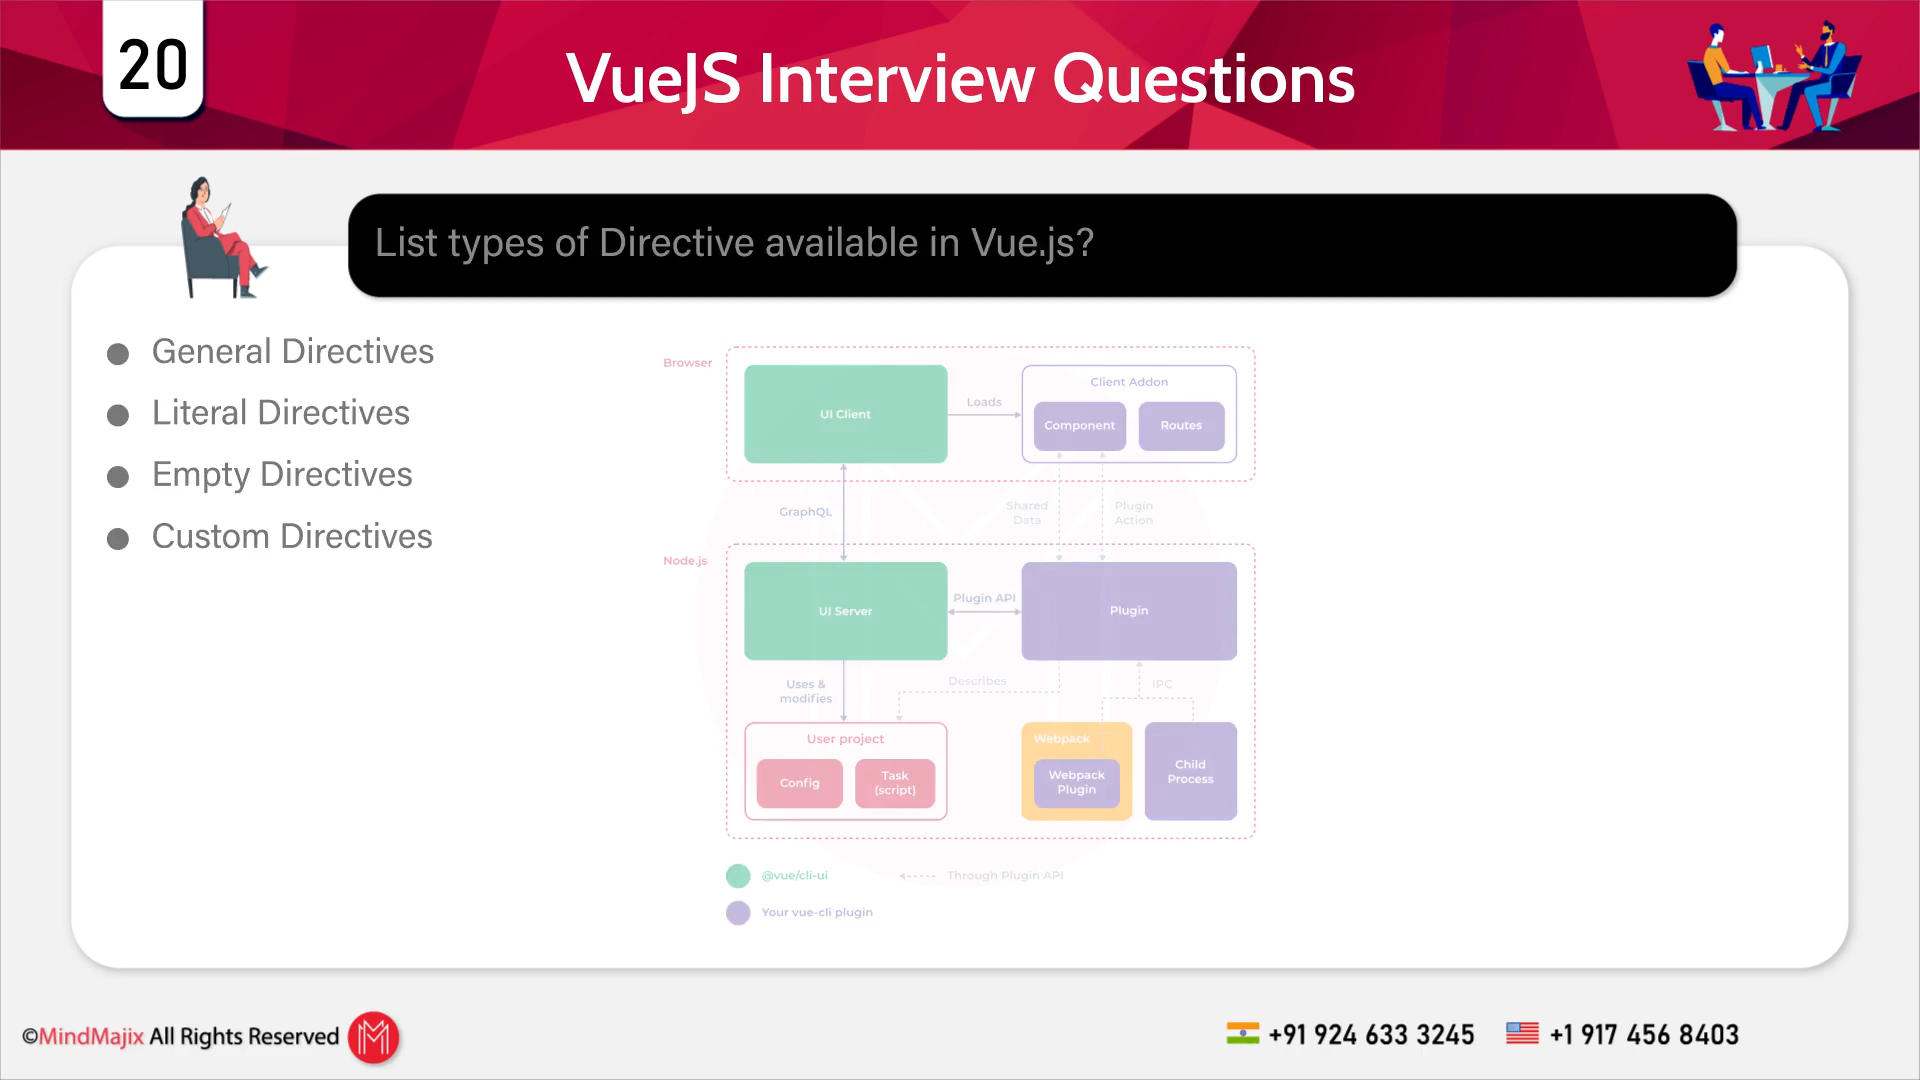 20
VueJS Interview Questions
List types of Directive available in Vue.js?
● General Directives
● Literal Directives
● Empty Directives
● Custom Directives
Browser
UI Client
Loads
Client Addon
Component
Routes
GraphQL
Shared
Data
Plugin
Action
Node.js
UI Server
Plugin API
Plugin
Uses &
modifies
Describes
IPC
User project
Config
Task
(script)
Webpack
Webpack
Plugin
Child
Process
@vue/cli-ui
Through Plugin API
Your vue-cli plugin
©MindMajix All Rights Reserved
+91 924 633 3245
+1 917 456 8403